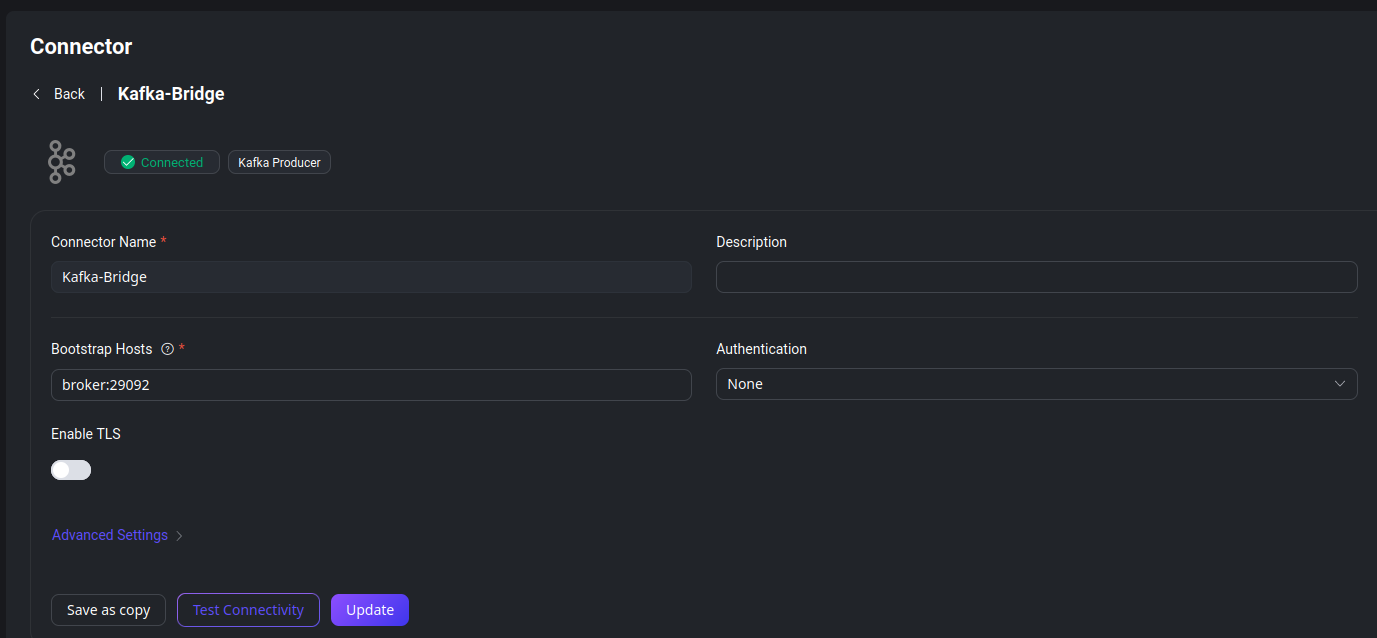 Connector
Back | Kafka-Bridge
Connected Kafka Producer
Connector Name * Description
Kafka-Bridge
Bootstrap Hosts ? * Authentication
broker:29092 None
Enable TLS
Advanced Settings
Save as copy Test Connectivity Update